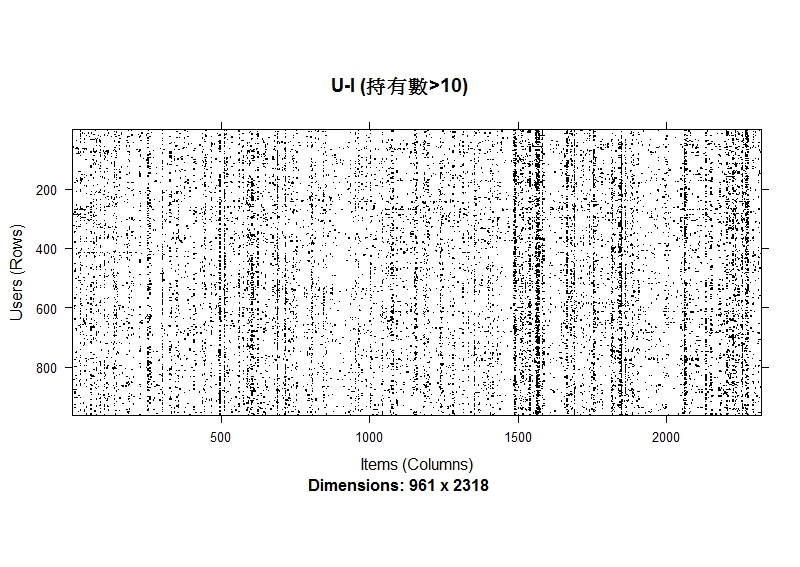 U-I (持有數>10)
200
400
600
800
Users (Rows)
500 1000 1500 2000
Items (Columns)
Dimensions: 961 x 2318